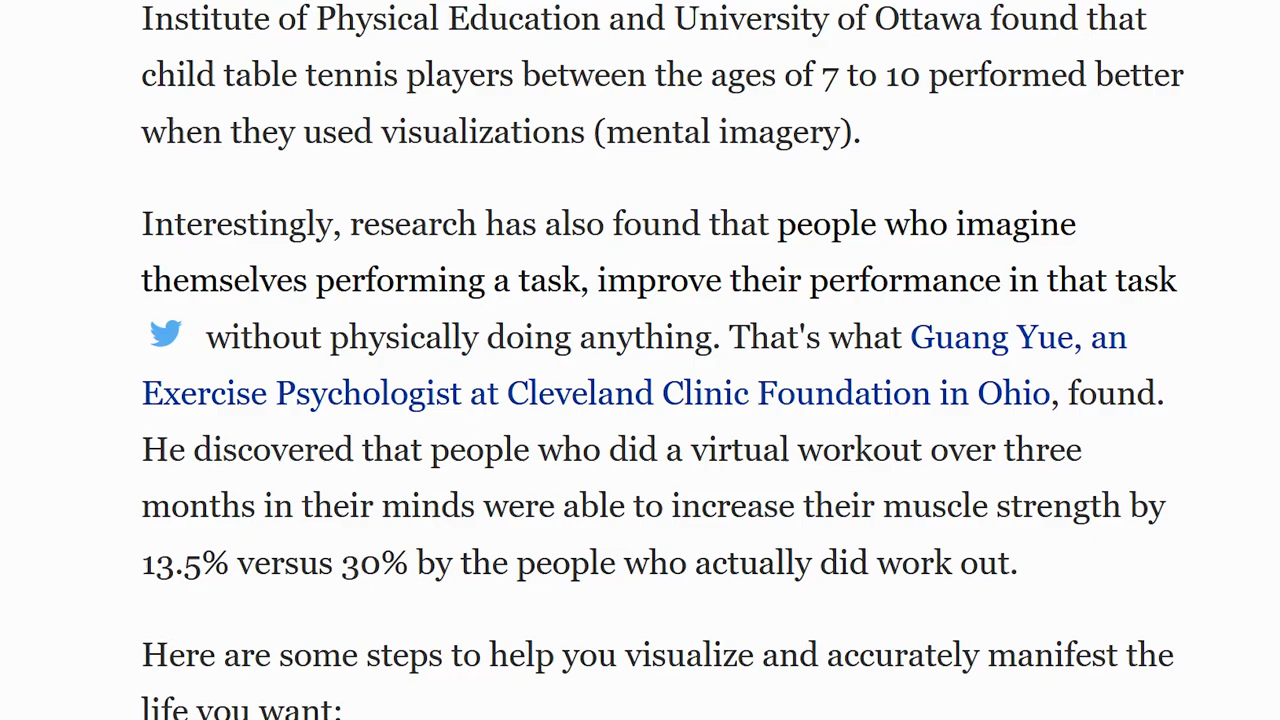 Institute of Physical Education and University of Ottawa found that
child table tennis players between the ages of 7 to 10 performed better
when they used visualizations (mental imagery).
Interestingly, research has also found that people who imagine
themselves performing a task, improve their performance in that task
without physically doing anything. That's what Guang Yue, an
Exercise Psychologist at Cleveland Clinic Foundation in Ohio, found.
He discovered that people who did a virtual workout over three
months in their minds were able to increase their muscle strength by
13.5% versus 30% by the people who actually did work out.
Here are some steps to help you visualize and accurately manifest the
life you want: